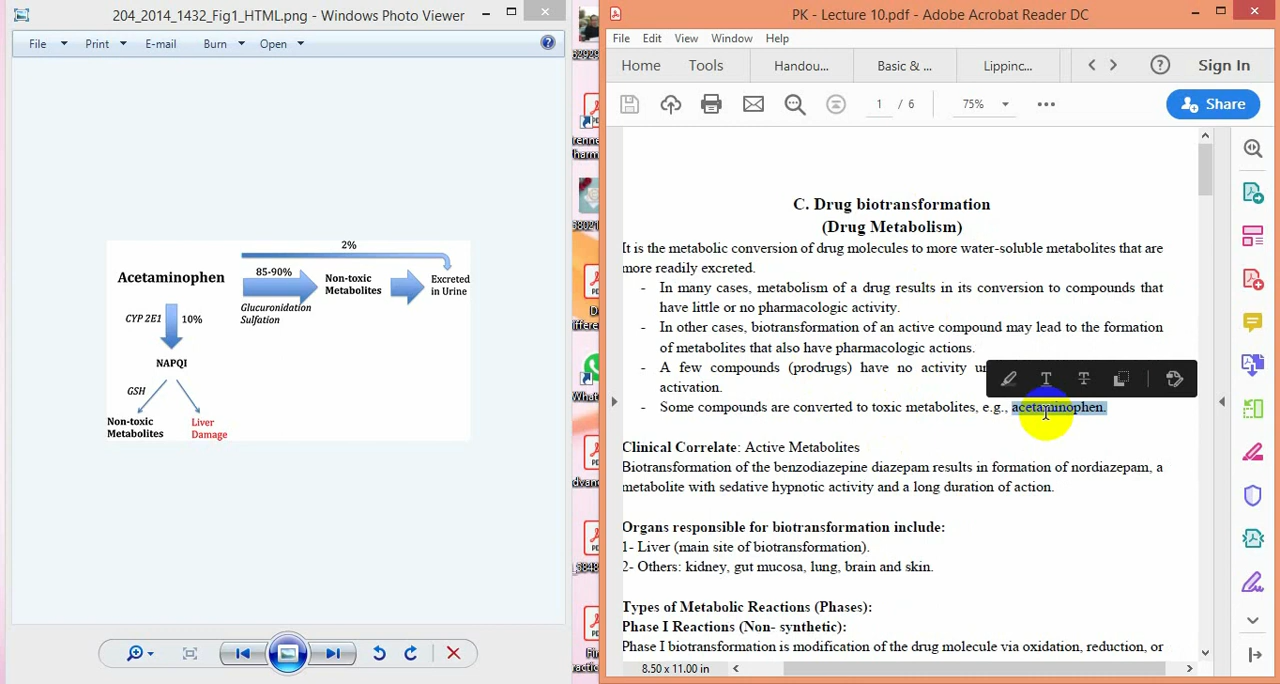 204_2014_1432_Fig1_HTML.png - Windows Photo Viewer
File Print E-mail Burn Open
2%
Acetaminophen
85-90%
Non-toxic
Metabolites
Excreted
in Urine
Glucuronidation
Sulfation
CYP 2E1
10%
NAPQI
GSH
Non-toxic
Metabolites
Liver
Damage
PK - Lecture 10.pdf - Adobe Acrobat Reader DC
File Edit View Window Help
Home Tools Handou... Basic & ... Lippinc... Sign In
1 / 6 75% Share
C. Drug biotransformation
(Drug Metabolism)
It is the metabolic conversion of drug molecules to more water-soluble metabolites that are
more readily excreted.
- In many cases, metabolism of a drug results in its conversion to compounds that
have little or no pharmacologic activity.
- In other cases, biotransformation of an active compound may lead to the formation
of metabolites that also have pharmacologic actions.
- A few compounds (prodrugs) have no activity
activation.
- Some compounds are converted to toxic metabolites, e.g., acetaminophen.
Clinical Correlate: Active Metabolites
Biotransformation of the benzodiazepine diazepam results in formation of nordiazepam, a
metabolite with sedative hypnotic activity and a long duration of action.
Organs responsible for biotransformation include:
1- Liver (main site of biotransformation).
2- Others: kidney, gut mucosa, lung, brain and skin.
Types of Metabolic Reactions (Phases):
Phase I Reactions (Non- synthetic):
Phase I biotransformation is modification of the drug molecule via oxidation, reduction, or
8.50 x 11.00 in